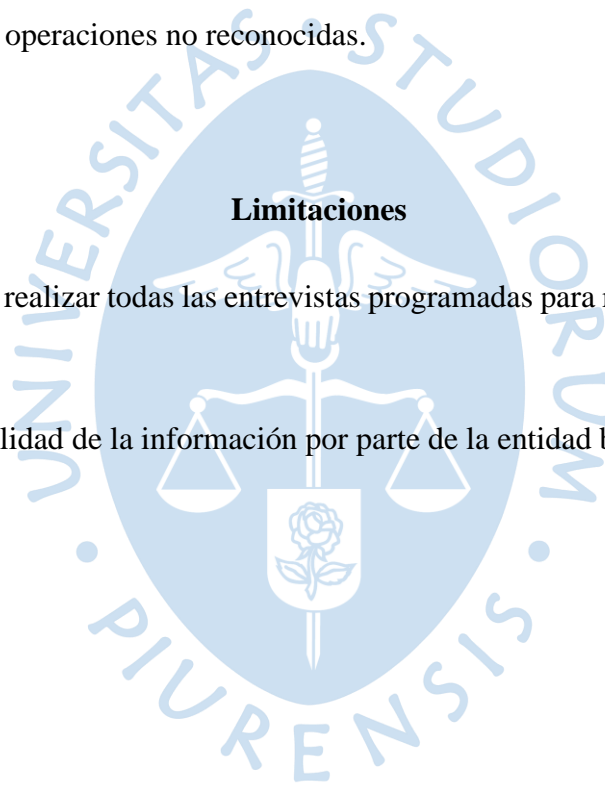 operaciones no reconocidas.
Limitaciones
realizar todas las entrevistas programadas para
lidad de la información por parte de la entidad
UNIVERSITAS STUDIORUM
PIURENSIS